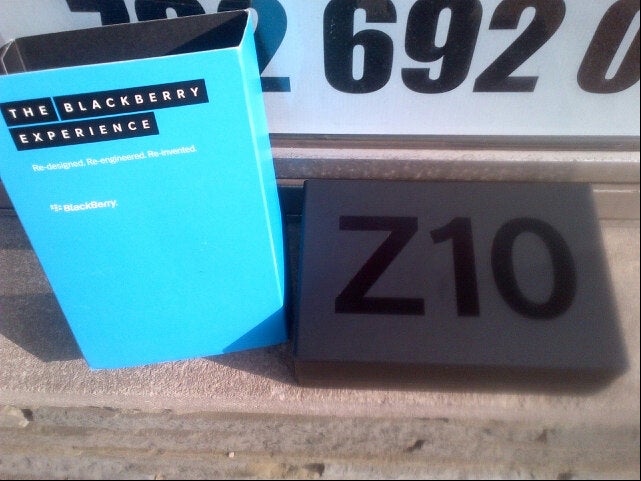 692
THE BLACKBERRY
EXPERIENCE
Re-designed. Re-engineered. Re-invented.
BlackBerry.
Z10